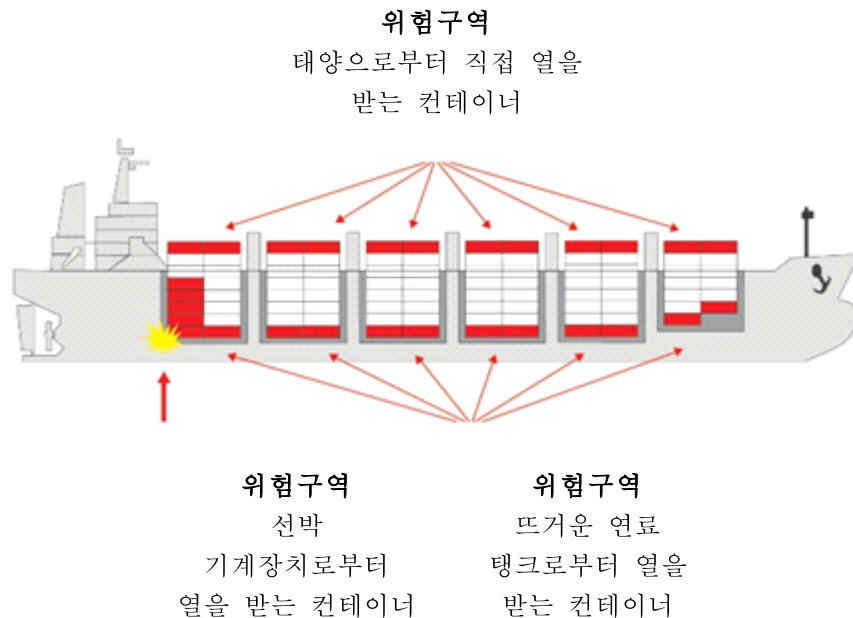 위험구역
태양으로부터 직접 열을
받는 컨테이너
위험구역
선박
기계장치로부터
열을 받는 컨테이너
위험구역
뜨거운 연료
탱크로부터 열을
받는 컨테이너